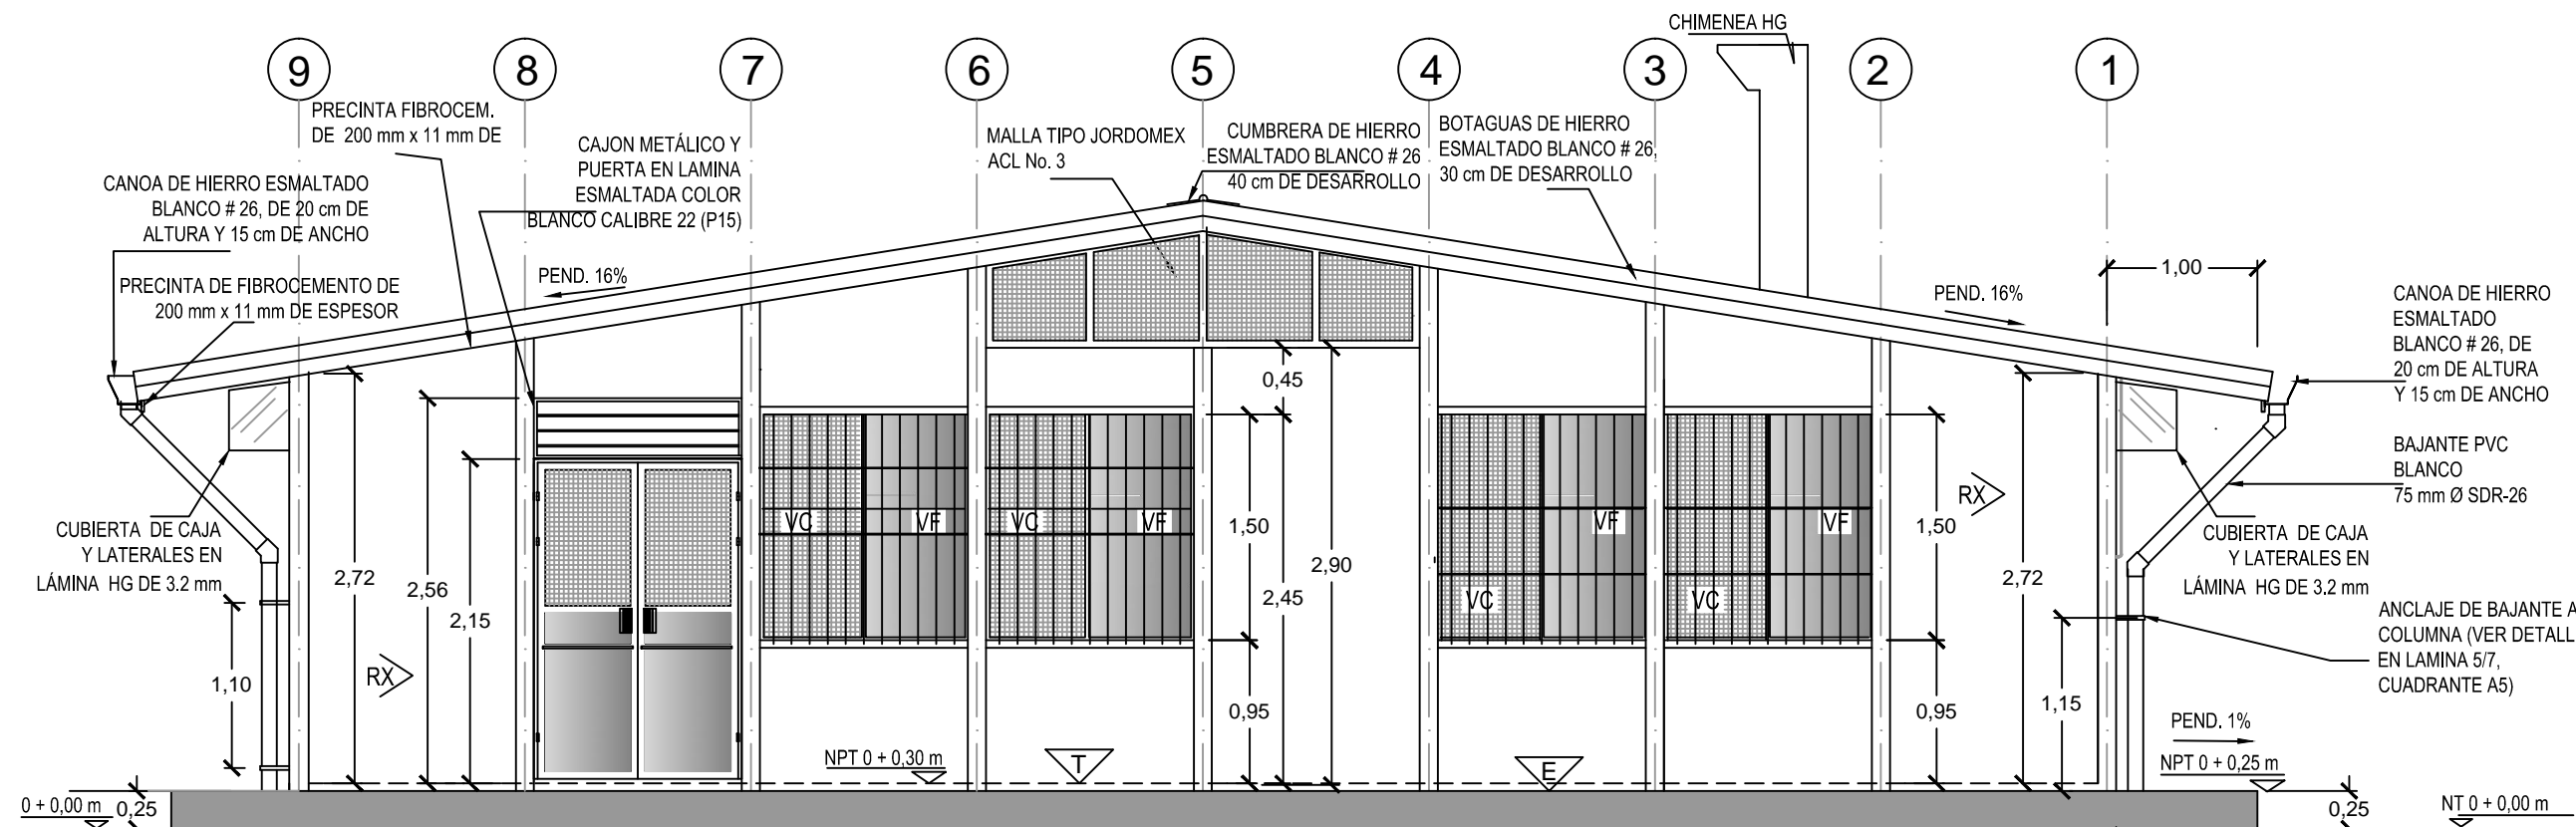 CHIMENEA HG
9
8
7
6
5
4
3
2
1
PRECINTA FIBROCEM.
DE 200 mm x 11 mm DE
CAJON METÁLICO Y
PUERTA EN LAMINA
ESMALTADA COLOR
BLANCO CALIBRE 22 (P15)
MALLA TIPO JORDOMEX
ACL No. 3
CUMBRERA DE HIERRO
ESMALTADO BLANCO # 26
40 cm DE DESARROLLO
BOTAGUAS DE HIERRO
ESMALTADO BLANCO # 26,
30 cm DE DESARROLLO
CANOA DE HIERRO ESMALTADO
BLANCO # 26, DE 20 cm DE
ALTURA Y 15 cm DE ANCHO
PRECINTA DE FIBROCEMENTO DE
200 mm x 11 mm DE ESPESOR
PEND. 16%
PEND. 16%
1,00
CANOA DE HIERRO
ESMALTADO
BLANCO # 26, DE
20 cm DE ALTURA
Y 15 cm DE ANCHO
BAJANTE PVC
BLANCO
75 mm Ø SDR-26
CUBIERTA DE CAJA
Y LATERALES EN
LÁMINA HG DE 3.2 mm
CUBIERTA DE CAJA
Y LATERALES EN
LÁMINA HG DE 3.2 mm
ANCLAJE DE BAJANTE A
COLUMNA (VER DETALL
EN LAMINA 5/7,
CUADRANTE A5)
2,72
2,56
2,15
1,10
RX
VC
VF
VC
VF
0,45
1,50
2,45
2,90
0,95
VC
VF
VC
VF
1,50
0,95
RX
2,72
1,15
PEND. 1%
NPT 0 + 0,30 m
T
E
NPT 0 + 0,25 m
0 + 0,00 m
0,25
0,25
NT 0 + 0,00 m